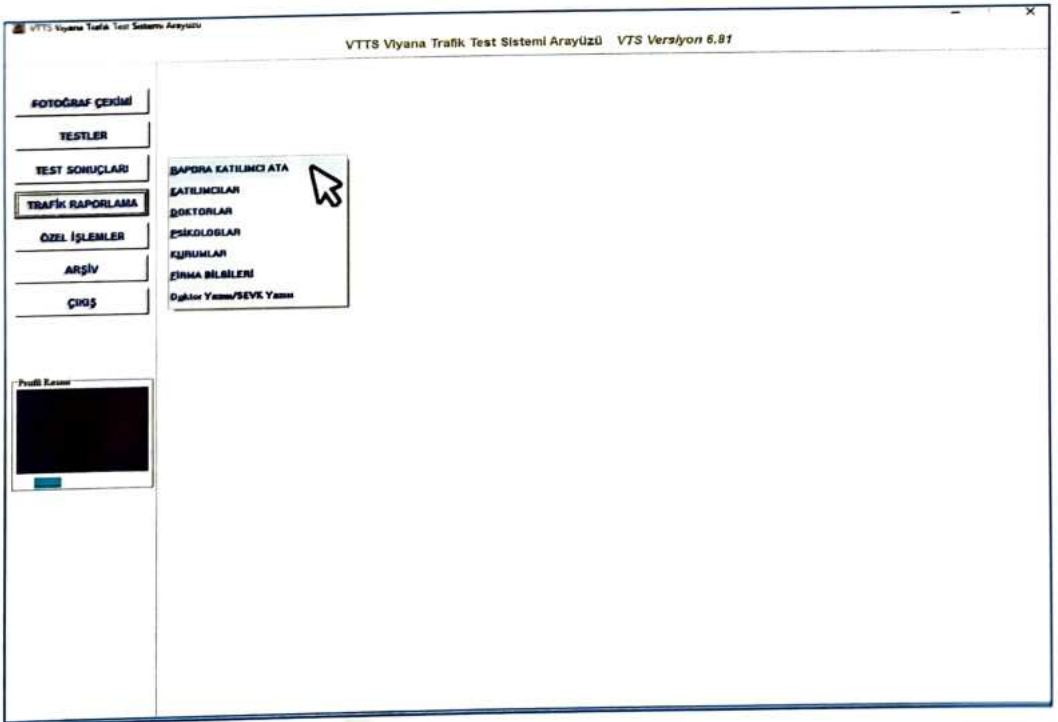 VTTS Viyana Trafik Test Sistemi Arayüzü
VTTS Viyana Trafik Test Sistemi Arayüzü VTS Versiyon 6.81
FOTOĞRAF ÇEKİMİ
TESTLER
TEST SONUÇLARI
TRAFİK RAPORLAMA
ÖZEL İŞLEMLER
ARŞİV
ÇIKIŞ
RAPORA KATILIMCI ATA
KATILIMCILAR
DOKTORLAR
PSİKOLOGLAR
KURUMLAR
FİRMA BİLGİLERİ
Doktor Yazısı/SEVK Yazısı
Profil Resmi